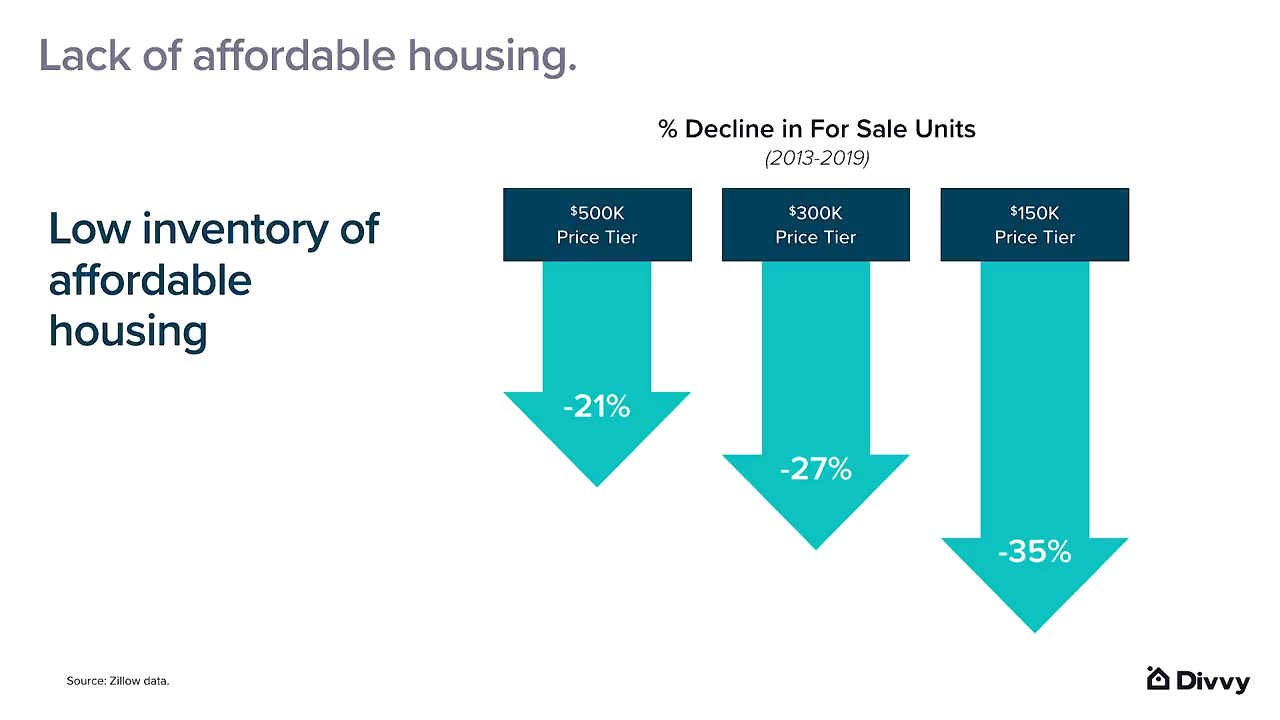 Lack of affordable housing.
% Decline in For Sale Units
(2013-2019)
Low inventory of
affordable
housing
$500K
Price Tier
$300K
Price Tier
$150K
Price Tier
-21%
-27%
-35%
Source: Zillow data.
Divvy